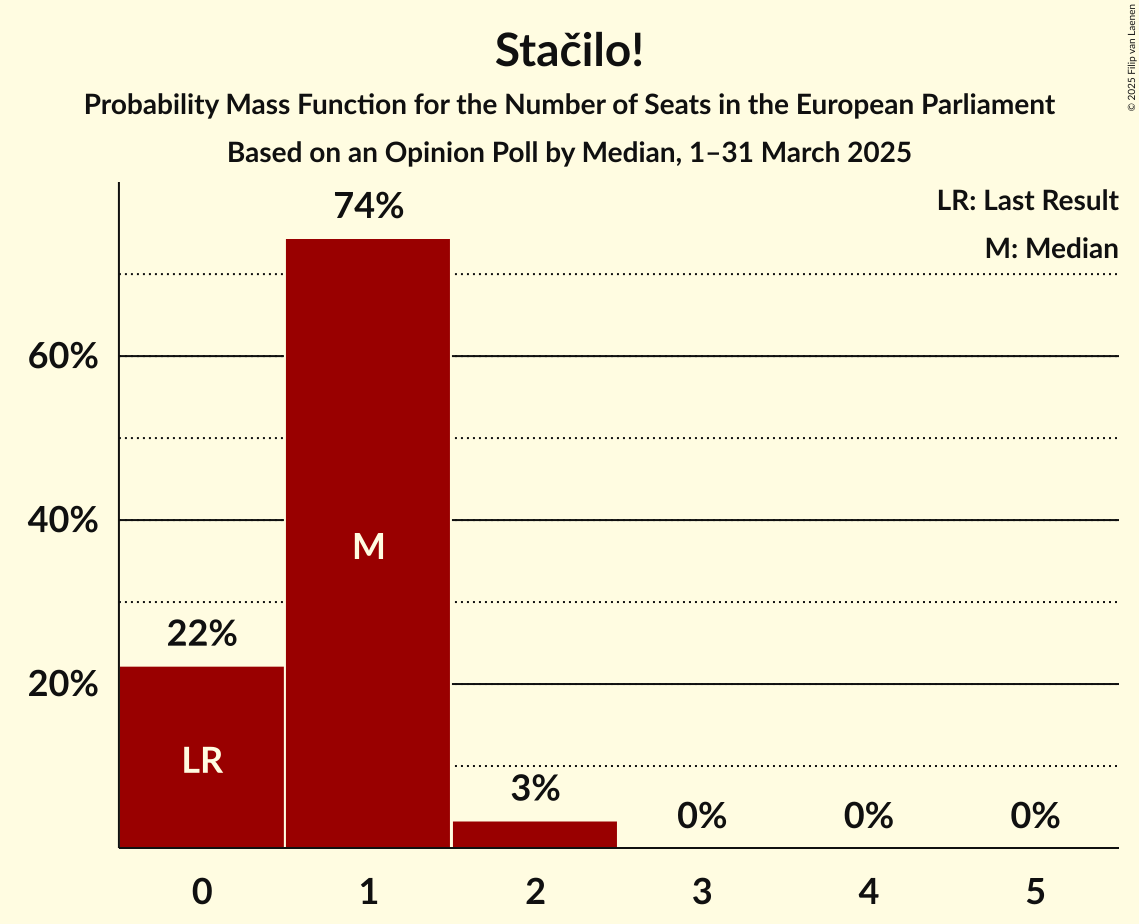 Stačilo!
Probability Mass Function for the Number of Seats in the European Parliament
Based on an Opinion Poll by Median, 1–31 March 2025
© 2025 Filip van Laenen
LR: Last Result
M: Median
74%
60%
40%
20%
22%
3%
0%
0%
0%
LR
M
0
1
2
3
4
5